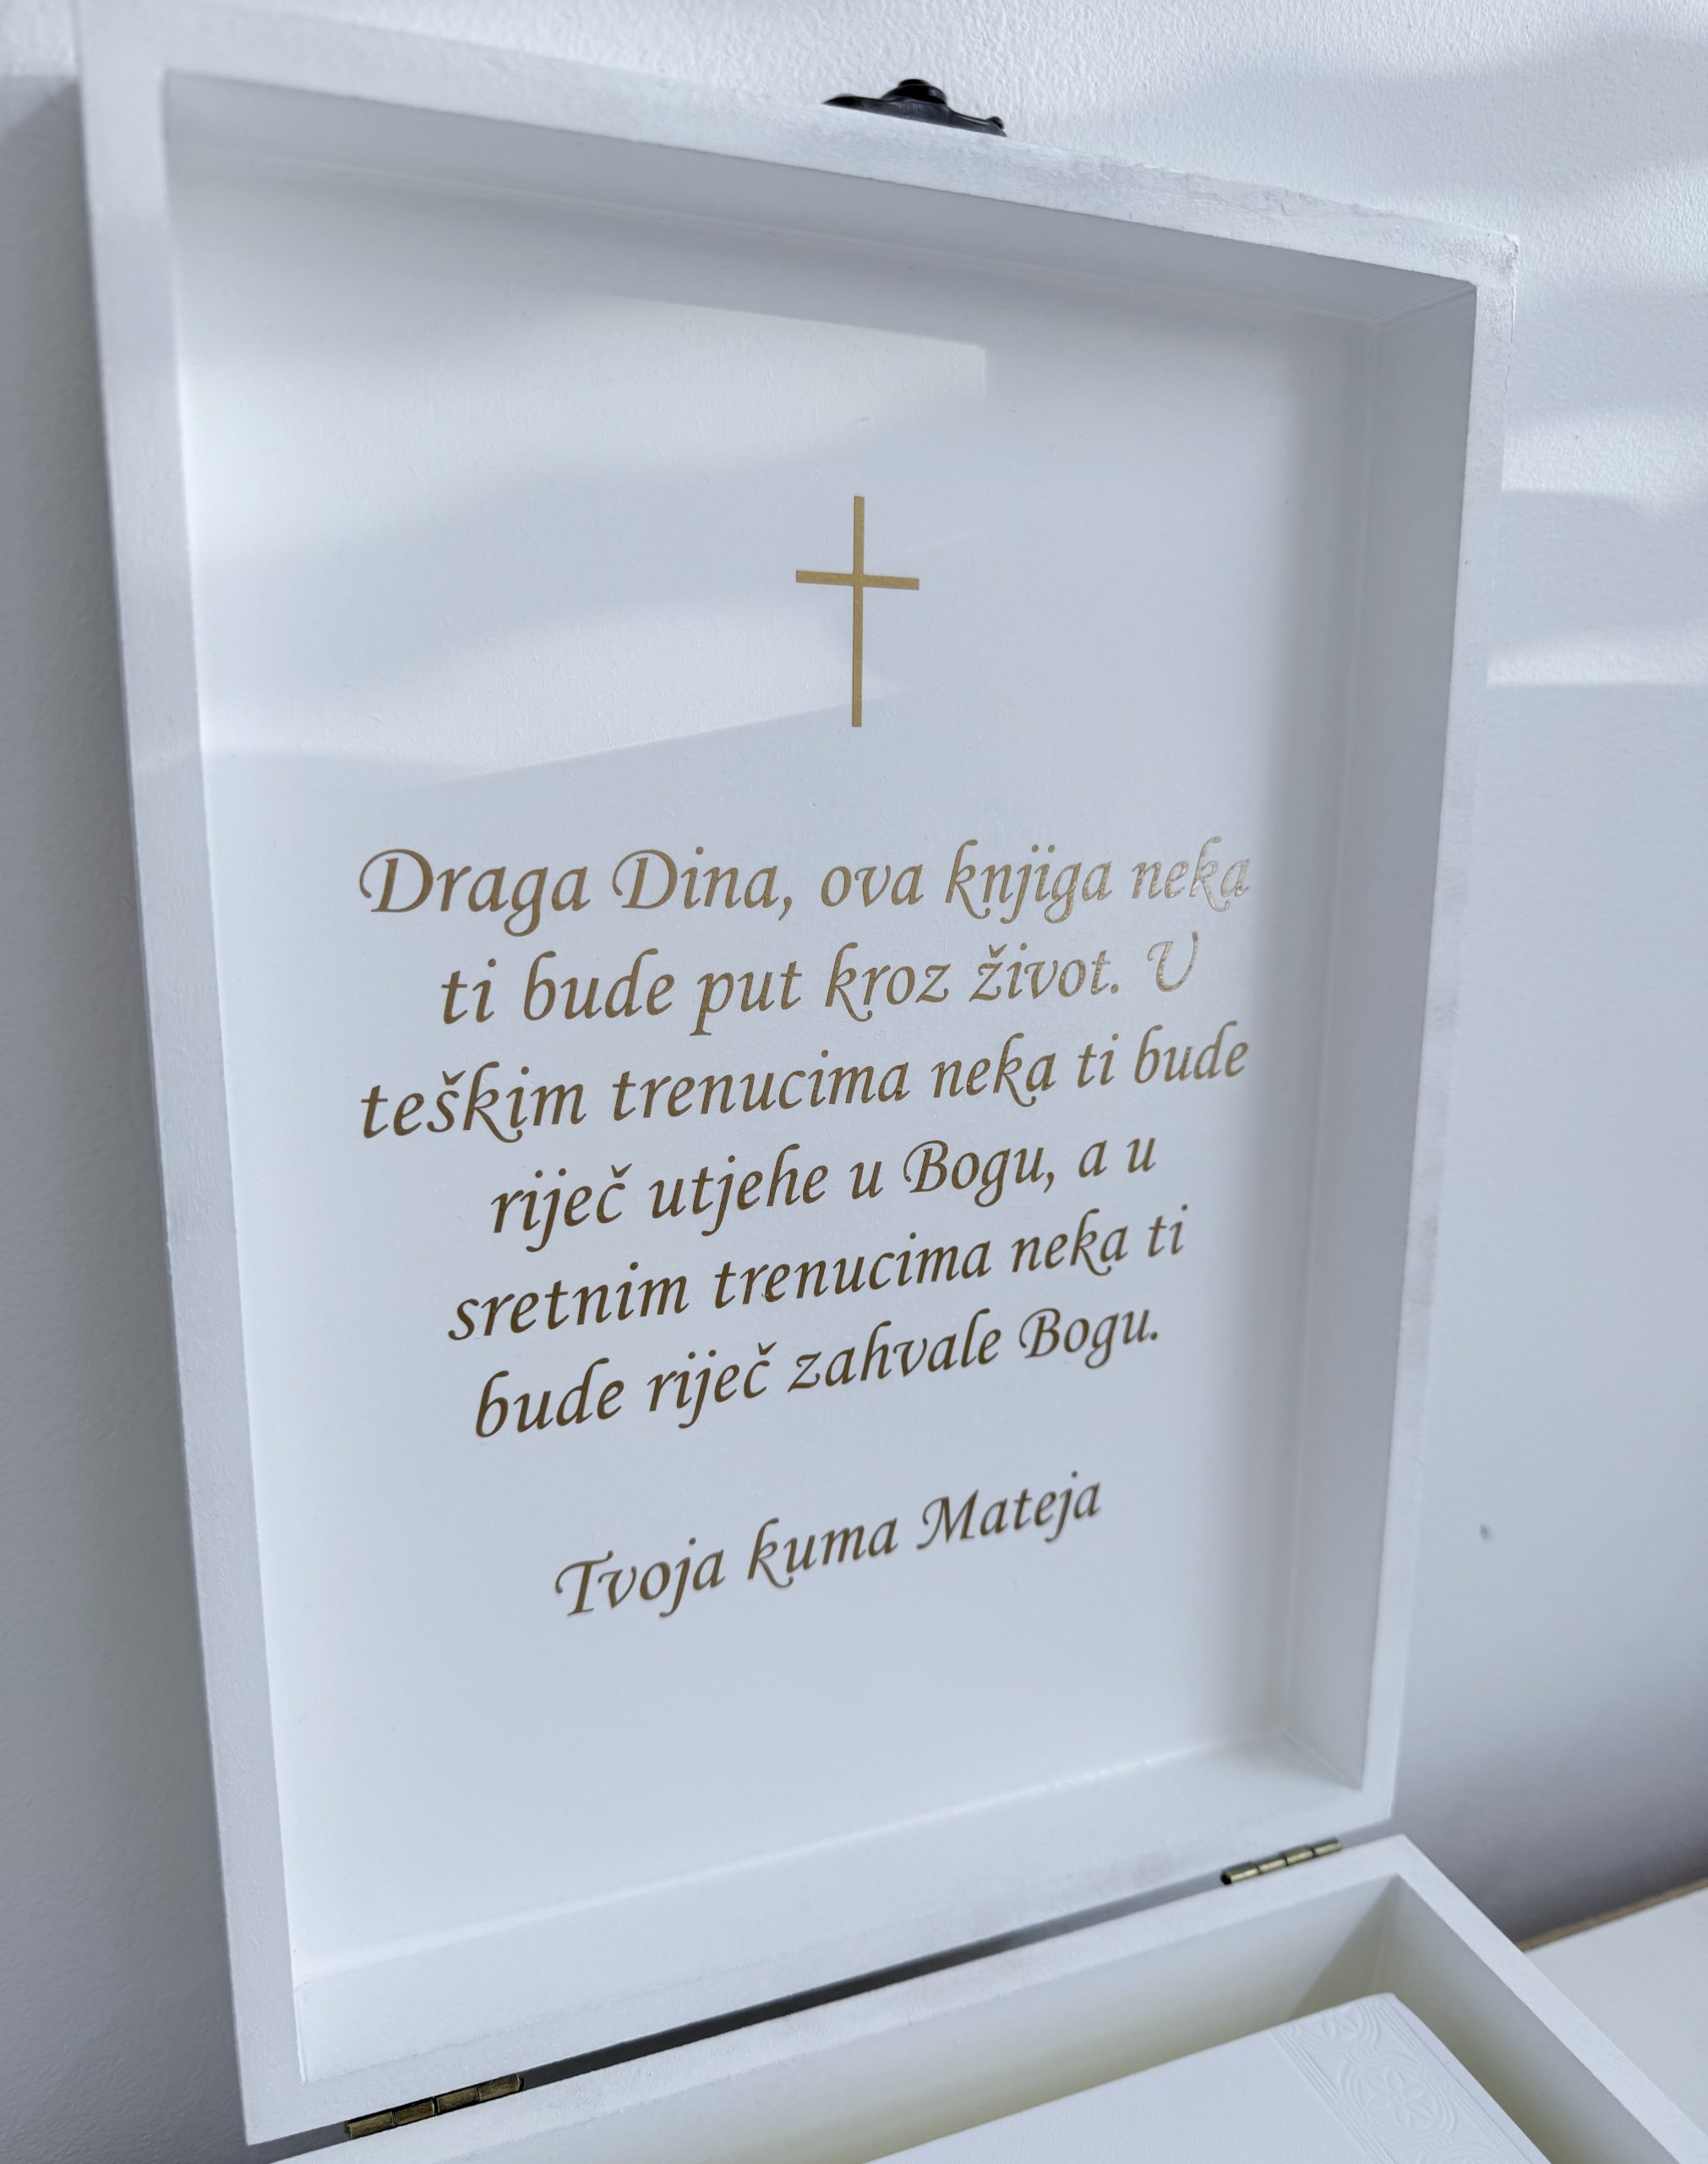 Draga Dina, ova knjiga neka
ti bude put kroz život. U
teškim trenucima neka ti bude
riječ utjehe u Bogu, a u
sretnim trenucima neka ti
bude riječ zahvale Bogu.
Tvoja kuma Mateja